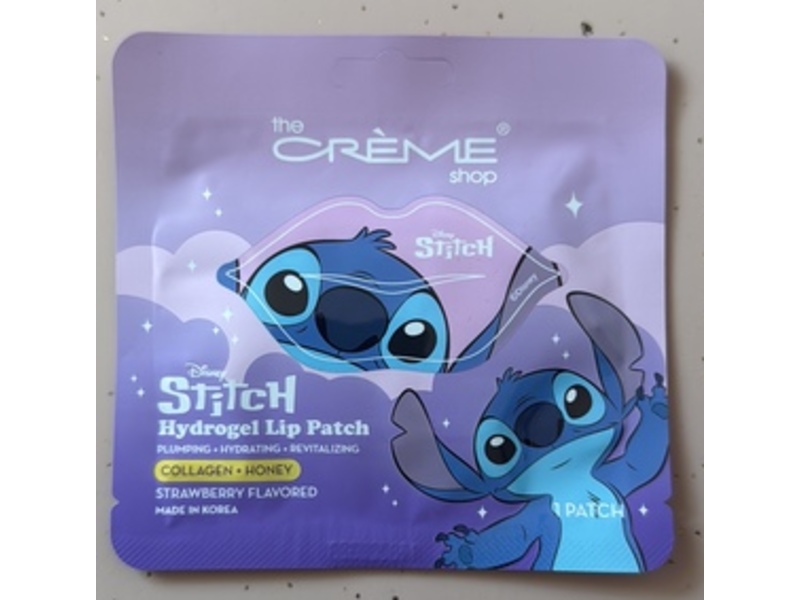 the
CRÈME®
shop
Disney
STITCH
©Disney
Disney
STITCH
Hydrogel Lip Patch
PLUMPING • HYDRATING • REVITALIZING
COLLAGEN • HONEY
STRAWBERRY FLAVORED
MADE IN KOREA
1 PATCH